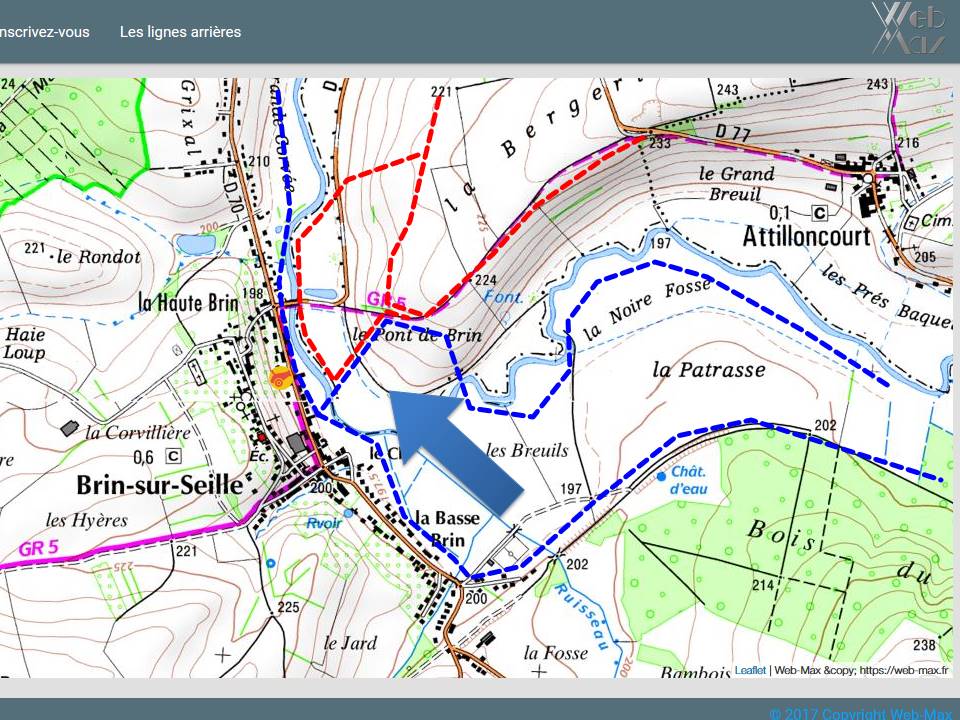 nscrivez-vous
Les lignes arrières
Web
Max
24
Grixal
D
221
243
243
Bergerie
la
D 77
216
233
210
D.70
le Grand
Breuil
0,1 C
Attilloncourt
Cim
205
200
221 le Rondot
197
les Prés
Baque
225
224
Font.
la Haute Brin
198
GR 5
la Noire Fosse
le Pont de Brin
Haie
Loup
la Patrasse
la Corvillière
0,6 C
Éc.
202
les Breuils
Chât.
d'eau
Brin-sur-Seille
200
197.5
197
les Hyères
Rvoir
la Basse
Brin
Bois
du
GR 5
221
225
202
214
225
200
Ruisseau
le Jard
la Fosse
200
238
Bambois
Leaflet | Web-Max &copy; https://web-max.fr
© 2017 Copyright Web-Max